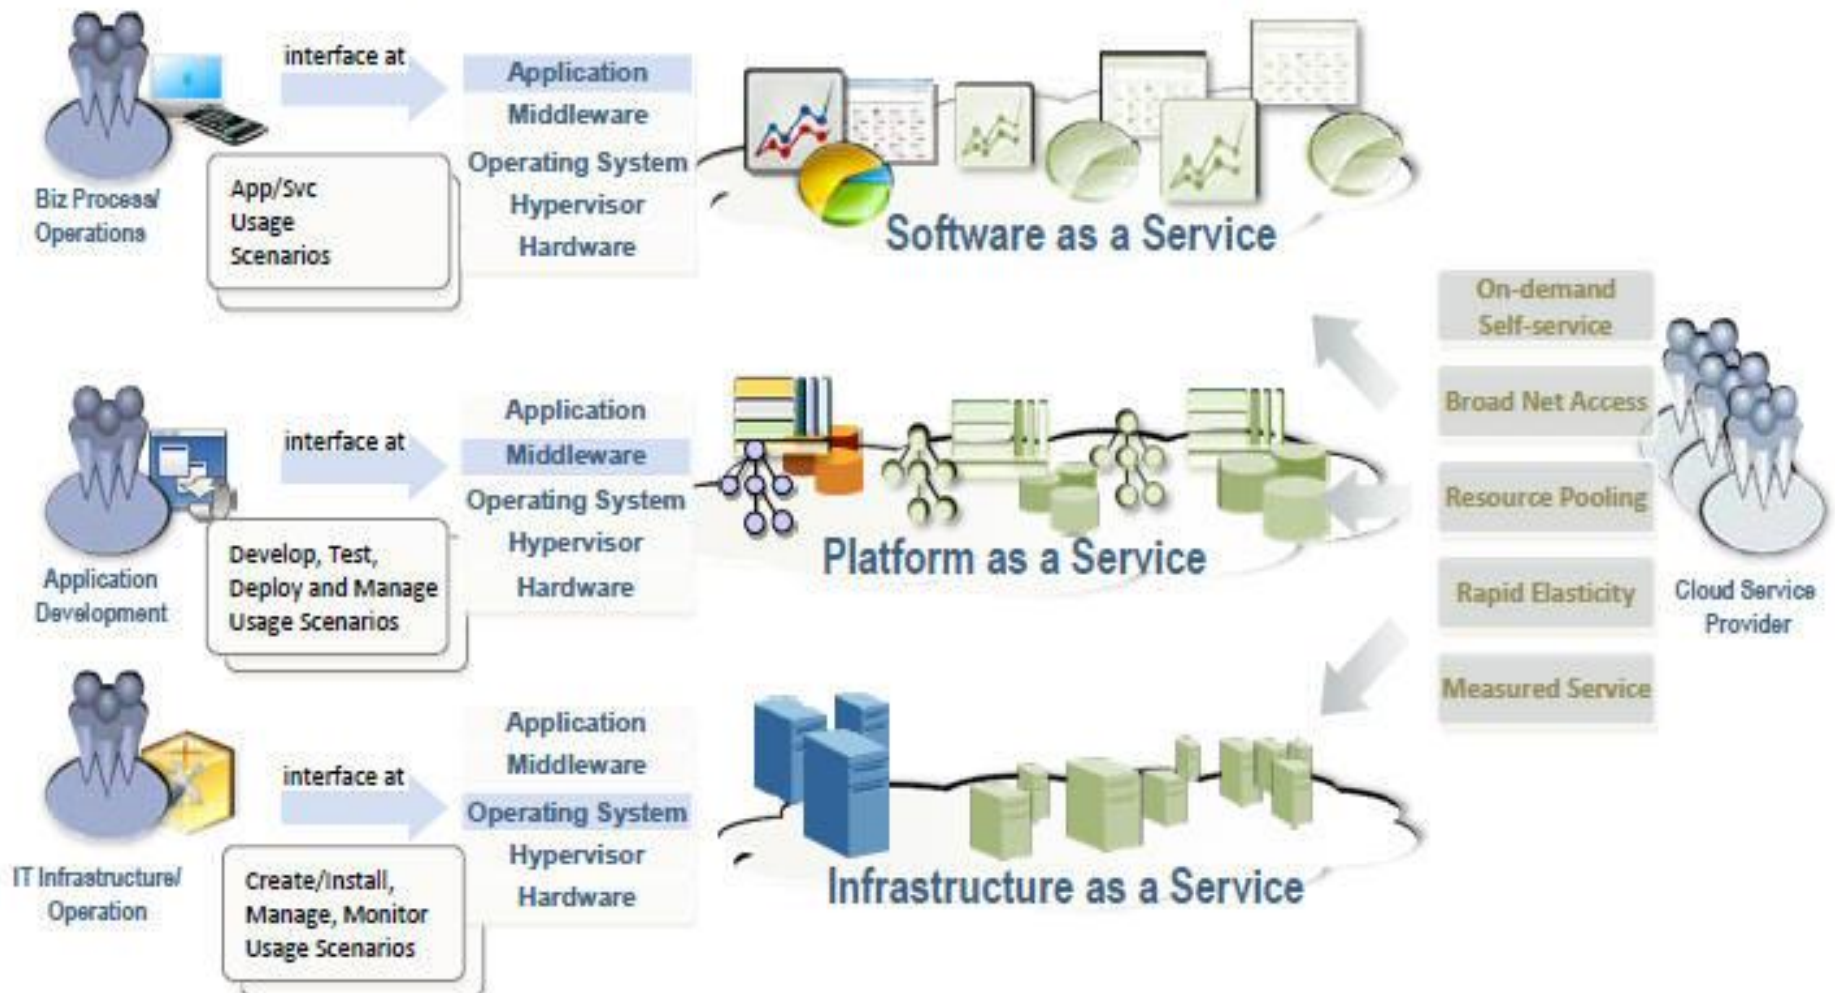 interface at
Application
Middleware
Operating System
Hypervisor
Hardware
Biz Process/
Operations
App/Svc
Usage
Scenarios
Software as a Service
interface at
Application
Middleware
Operating System
Hypervisor
Hardware
Application
Development
Develop, Test,
Deploy and Manage
Usage Scenarios
Platform as a Service
interface at
Application
Middleware
Operating System
Hypervisor
Hardware
IT Infrastructure/
Operation
Create/Install,
Manage, Monitor
Usage Scenarios
Infrastructure as a Service
On-demand
Self-service
Broad Net Access
Resource Pooling
Rapid Elasticity
Measured Service
Cloud Service
Provider